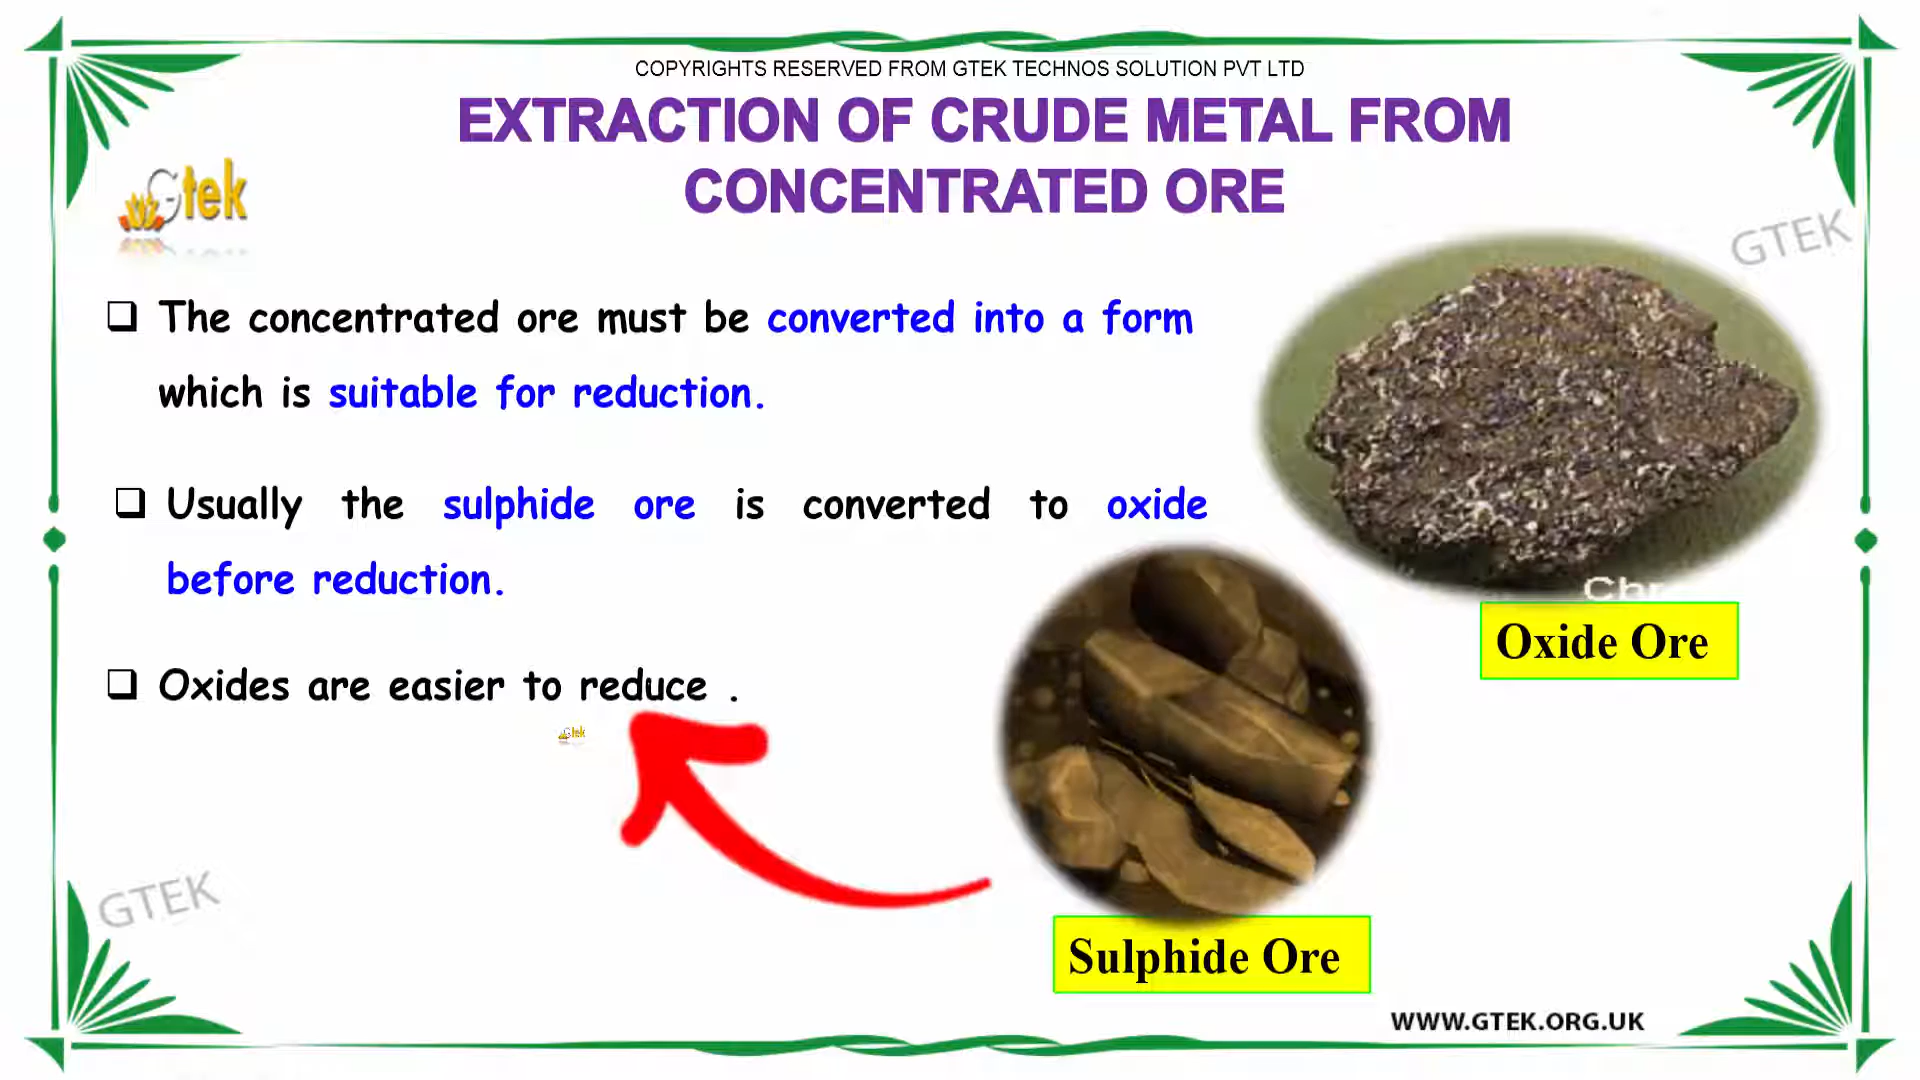 COPYRIGHTS RESERVED FROM GTEK TECHNOS SOLUTION PVT LTD
EXTRACTION OF CRUDE METAL FROM
CONCENTRATED ORE
Gtek
GTEK
❑ The concentrated ore must be converted into a form
which is suitable for reduction.
❑ Usually the sulphide ore is converted to oxide
before reduction.
Oxide Ore
❑ Oxides are easier to reduce .
Gtek
GTEK
Sulphide Ore
WWW.GTEK.ORG.UK